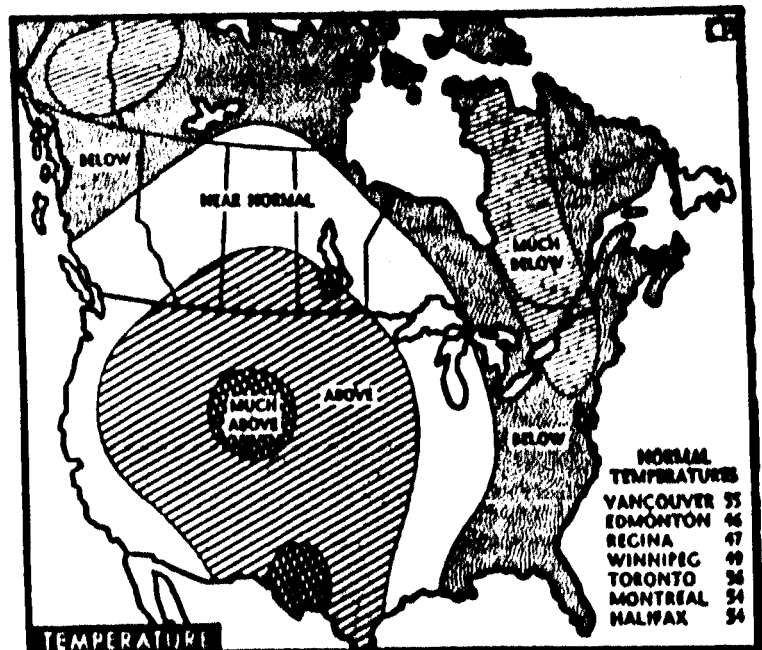 BELOW
NEAR NORMAL
MUCH
BELOW
MUCH
ABOVE
ABOVE
BELOW
NORMAL
TEMPERATURES
VANCOUVER 55
EDMONTON 46
REGINA 47
WINNIPEG 49
TORONTO 56
MONTREAL 54
HALIFAX 54
TEMPERATURE